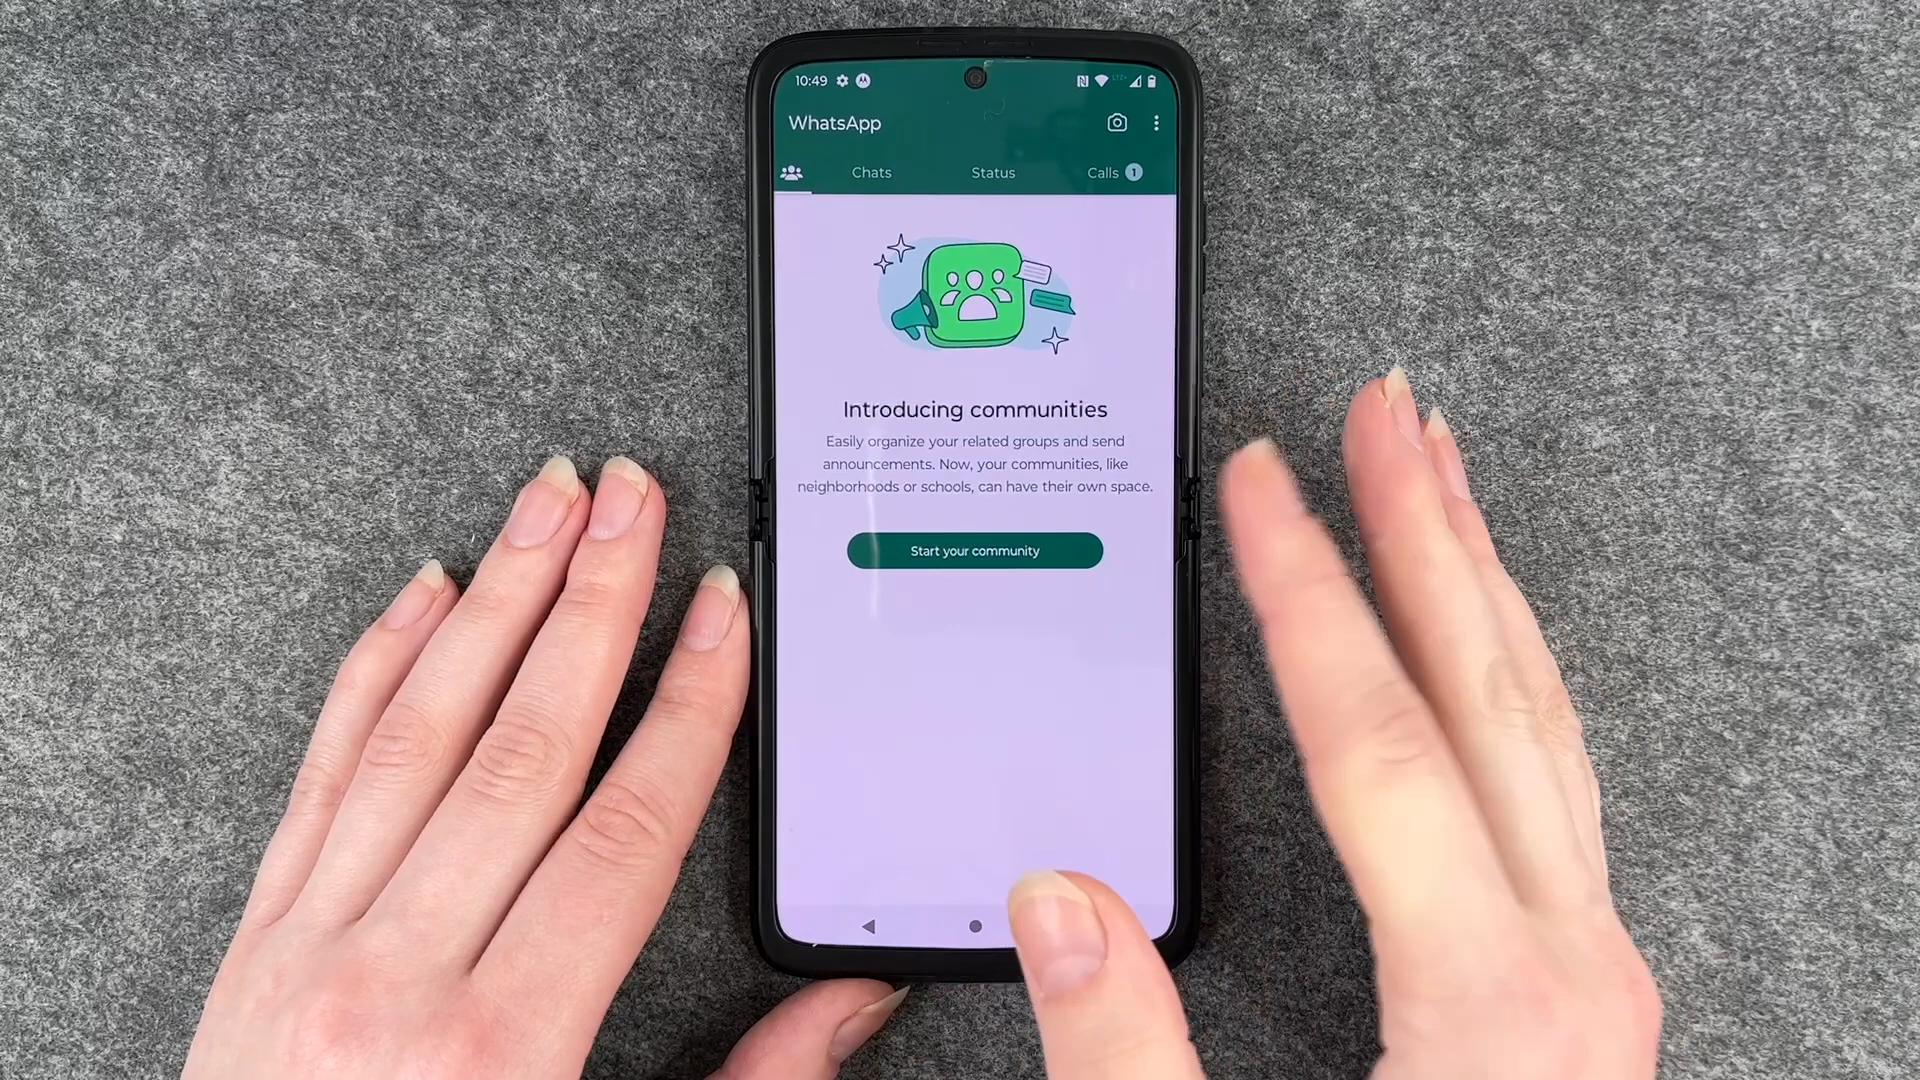 10:49
WhatsApp
Chats Status Calls 1
Introducing communities
Easily organize your related groups and send
announcements. Now, your communities, like
neighborhoods or schools, can have their own space.
Start your community